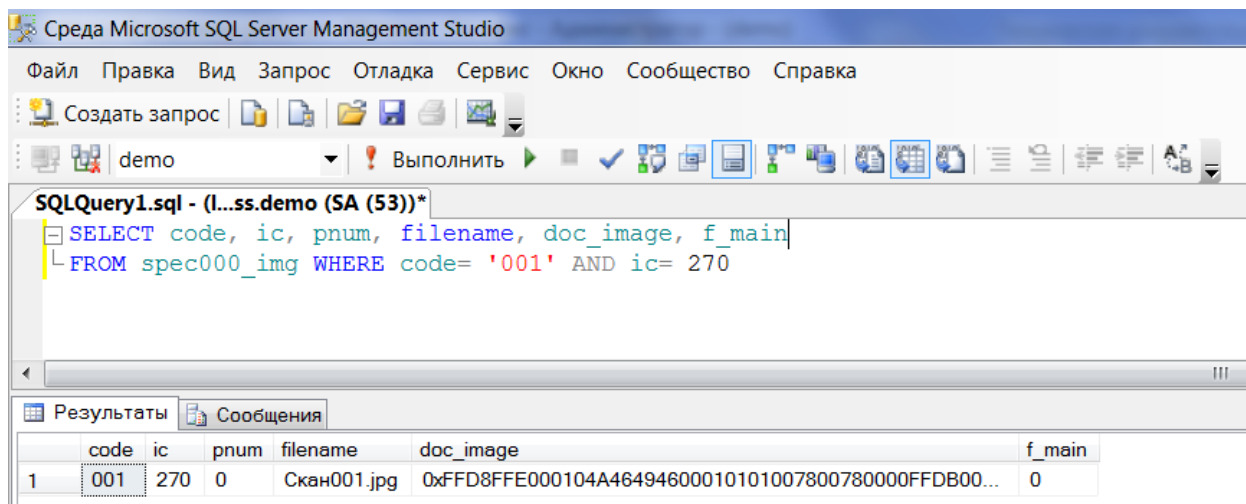 Среда Microsoft SQL Server Management Studio
Файл Правка Вид Запрос Отладка Сервис Окно Сообщество Справка
Создать запрос
demo Выполнить
SQLQuery1.sql - (l...ss.demo (SA (53))*
SELECT code, ic, pnum, filename, doc_image, f_main
FROM spec000_img WHERE code= '001' AND ic= 270
Результаты Сообщения
code ic pnum filename doc_image f_main
1 001 270 0 Скан001.jpg 0xFFD8FFE000104A46494600010101007800780000FFDB00... 0